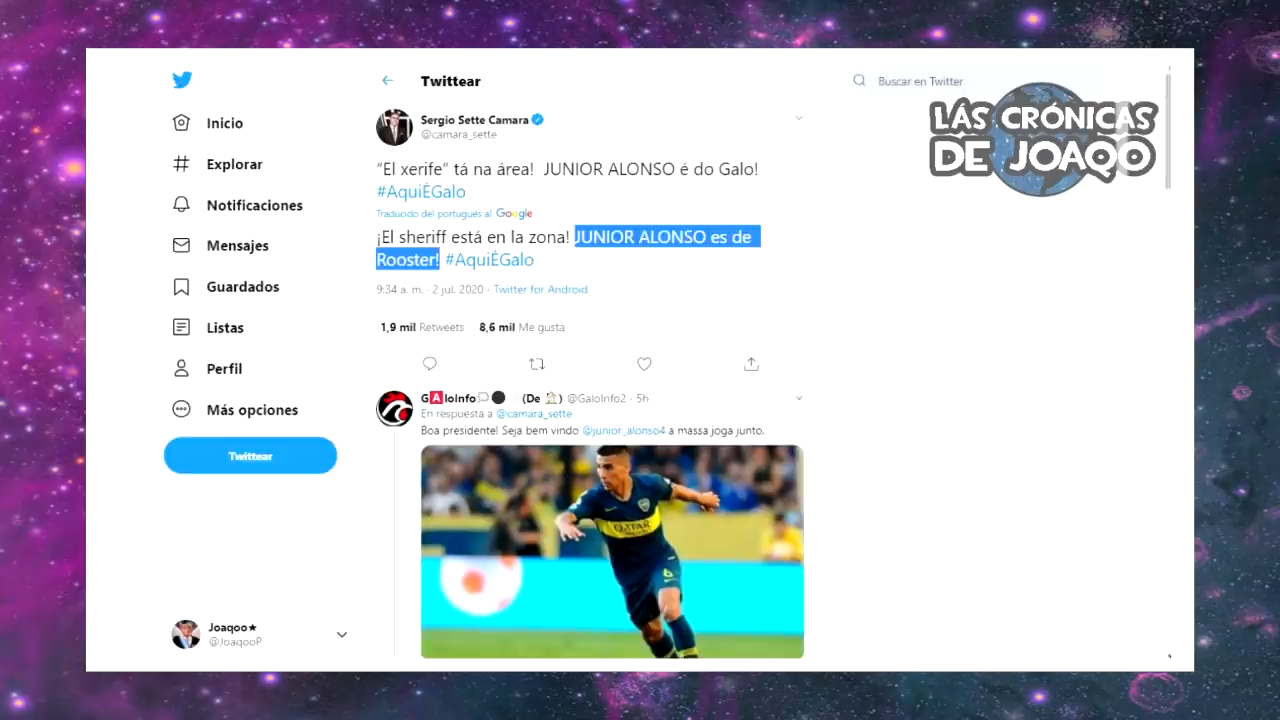 Twittear
Buscar en Twitter
LÁS CRÓNICAS
DE JOAQO
Inicio
Explorar
Notificaciones
Mensajes
Guardados
Listas
Perfil
Más opciones
Twittear
Joaqoo★
@JoaqooP
Sergio Sette Camara
@camara_sette
“El xerife” tá na área! JUNIOR ALONSO é do Galo!
#AquiÉGalo
Traducido del portugués al Google
¡El sheriff está en la zona! JUNIOR ALONSO es de
Rooster! #AquiÉGalo
9:34 a. m. · 2 jul. 2020 · Twitter for Android
1,9 mil Retweets 8,6 mil Me gusta
G🅰️loInfo💭⚫ (De 🏠) @GaloInfo2 · 5h
En respuesta a @camara_sette
Boa presidente! Seja bem vindo @junior_alonso4 a massa joga junto.
QATAR
6